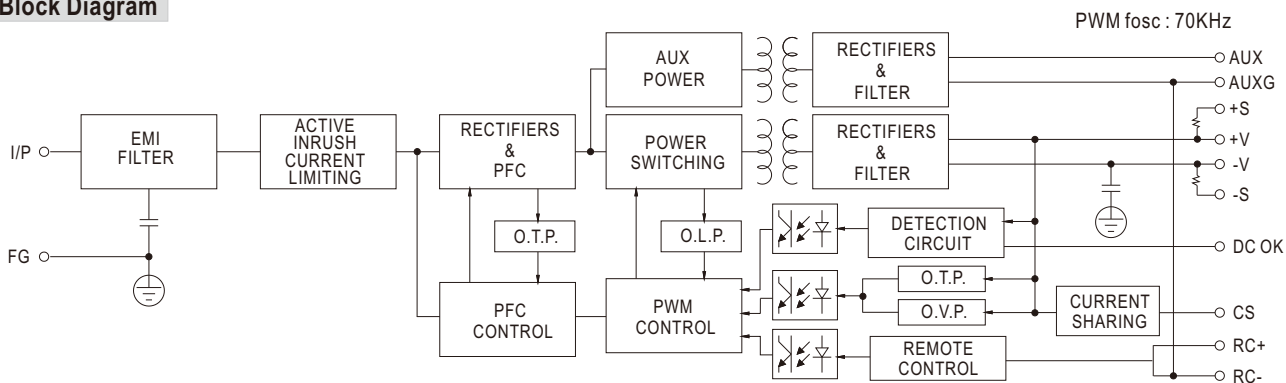 Block Diagram
PWM fosc : 70KHz
I/P
EMI
FILTER
ACTIVE
INRUSH
CURRENT
LIMITING
RECTIFIERS
&
PFC
AUX
POWER
POWER
SWITCHING
RECTIFIERS
&
FILTER
RECTIFIERS
&
FILTER
AUX
AUXG
+S
+V
-V
-S
FG
O.T.P.
O.L.P.
DETECTION
CIRCUIT
DC OK
PFC
CONTROL
PWM
CONTROL
O.T.P.
O.V.P.
CURRENT
SHARING
CS
REMOTE
CONTROL
RC+
RC-